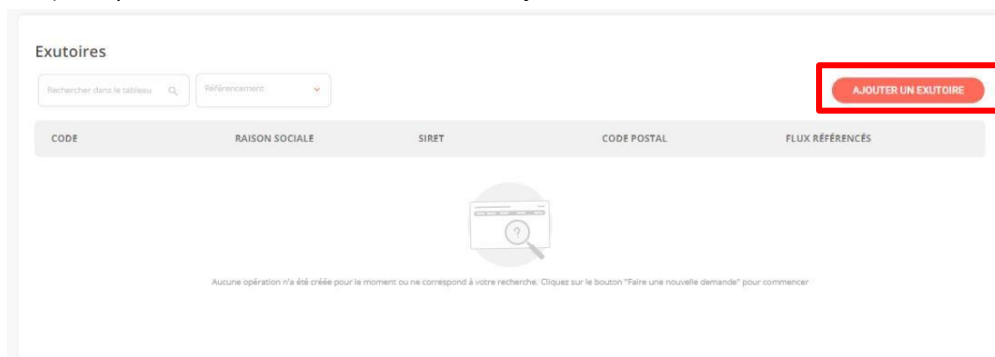 Exutoires
Rechercher dans le tableau
Référencement
AJOUTER UN EXUTOIRE
CODE RAISON SOCIALE SIRET CODE POSTAL FLUX RÉFÉRENCÉS
?
Aucune opération n'a été créée pour le moment ou ne correspond à votre recherche. Cliquez sur le bouton "Faire une nouvelle demande" pour commencer